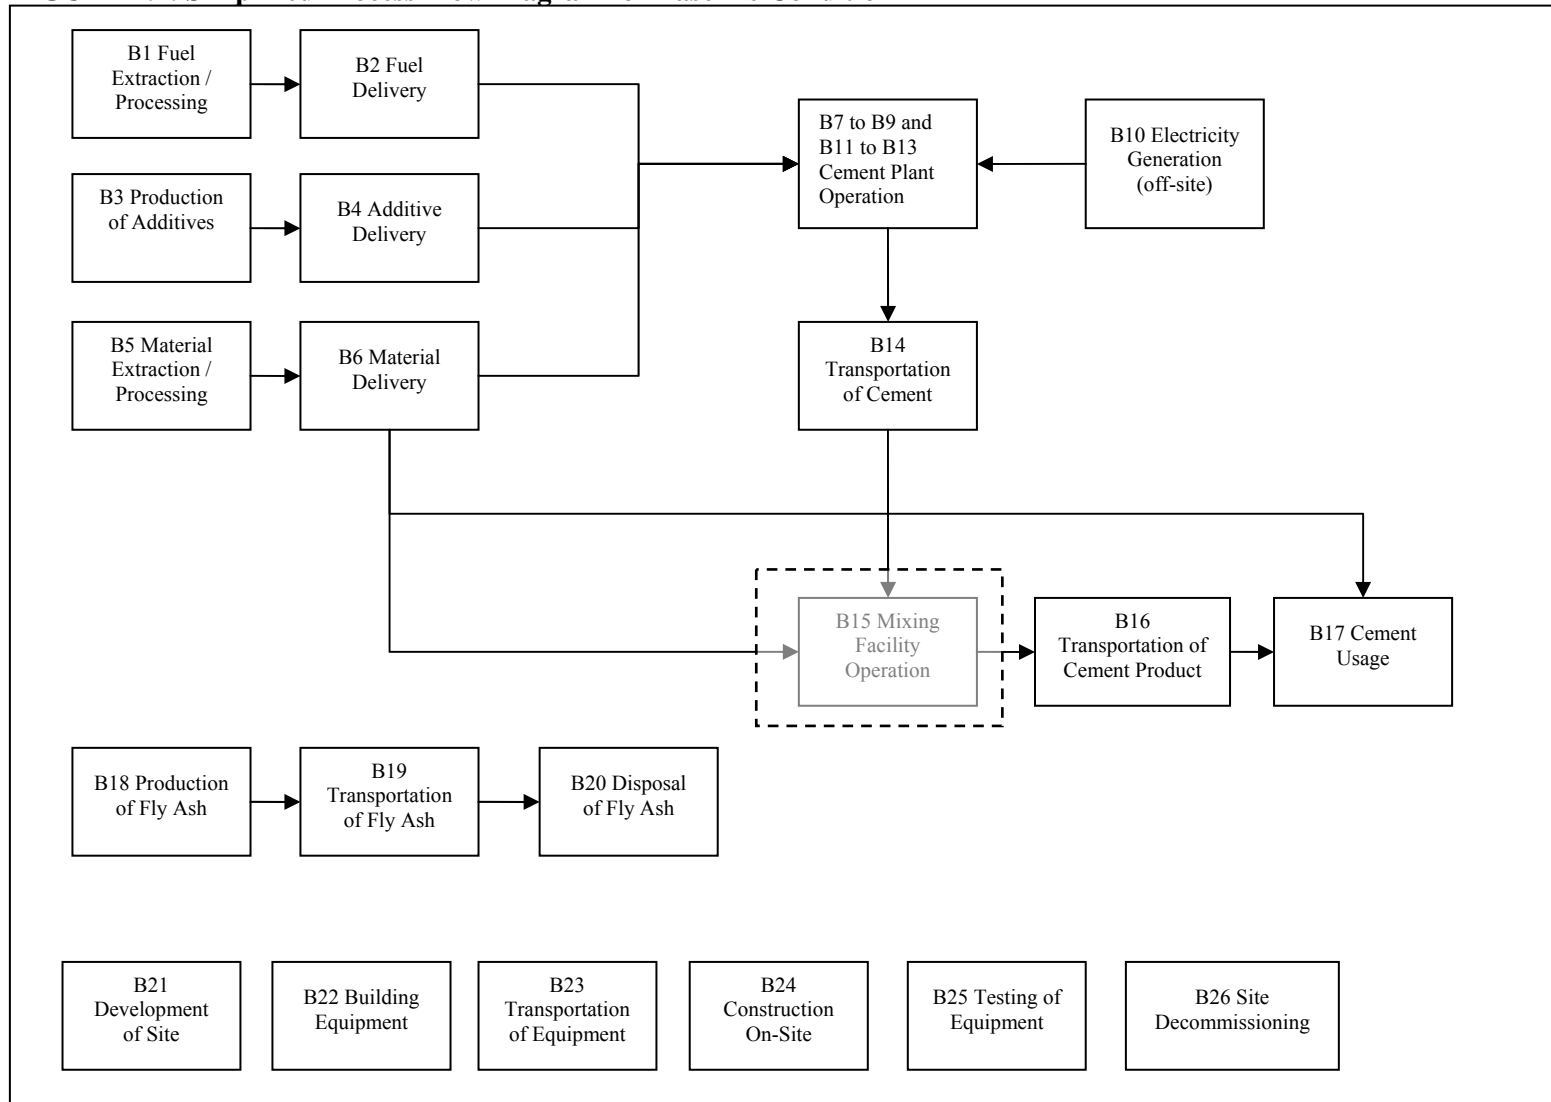 B1 Fuel
Extraction /
Processing
B2 Fuel
Delivery
B7 to B9 and
B11 to B13
Cement Plant
Operation
B10 Electricity
Generation
(off-site)
B3 Production
of Additives
B4 Additive
Delivery
B5 Material
Extraction /
Processing
B6 Material
Delivery
B14
Transportation
of Cement
B15 Mixing
Facility
Operation
B16
Transportation of
Cement Product
B17 Cement
Usage
B18 Production
of Fly Ash
B19
Transportation
of Fly Ash
B20 Disposal
of Fly Ash
B21
Development
of Site
B22 Building
Equipment
B23
Transportation
of Equipment
B24
Construction
On-Site
B25 Testing of
Equipment
B26 Site
Decommissioning